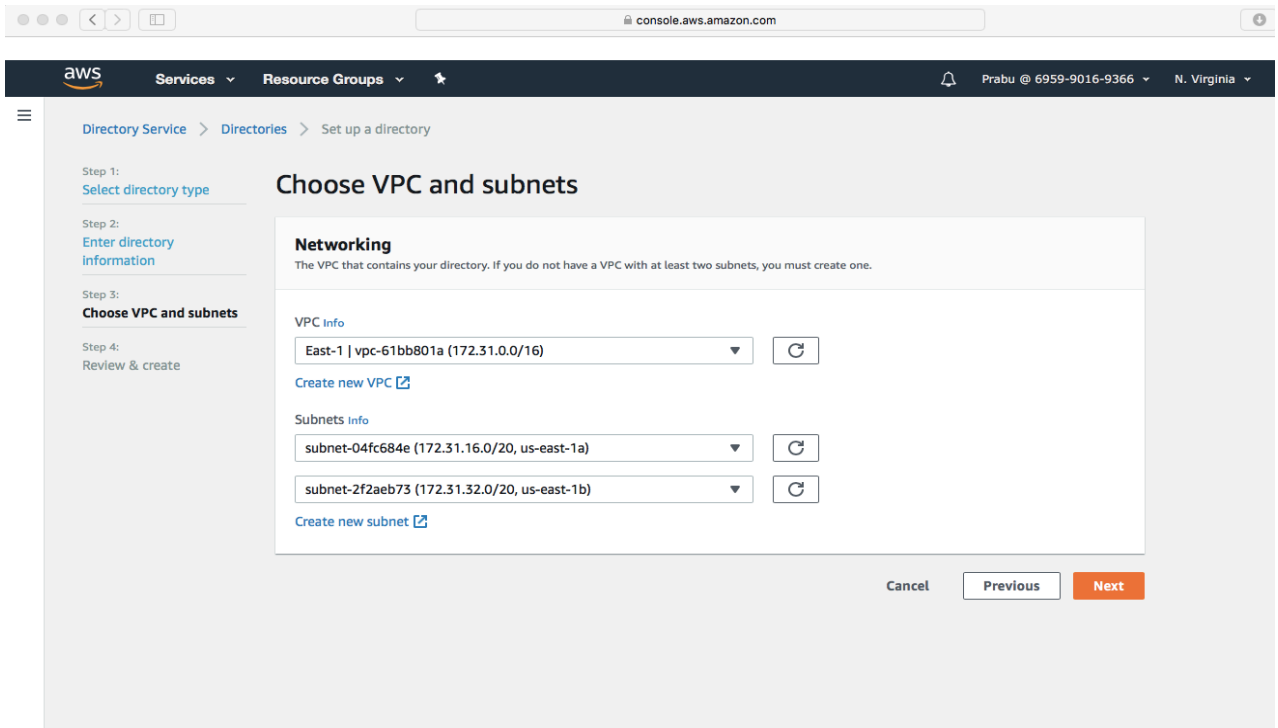 console.aws.amazon.com
aws Services Resource Groups Prabu @ 6959-9016-9366 N. Virginia
Directory Service > Directories > Set up a directory
Step 1:
Select directory type
Step 2:
Enter directory
information
Step 3:
Choose VPC and subnets
Step 4:
Review & create
Choose VPC and subnets
Networking
The VPC that contains your directory. If you do not have a VPC with at least two subnets, you must create one.
VPC Info
East-1 | vpc-61bb801a (172.31.0.0/16)
Create new VPC
Subnets Info
subnet-04fc684e (172.31.16.0/20, us-east-1a)
subnet-2f2aeb73 (172.31.32.0/20, us-east-1b)
Create new subnet
Cancel Previous Next